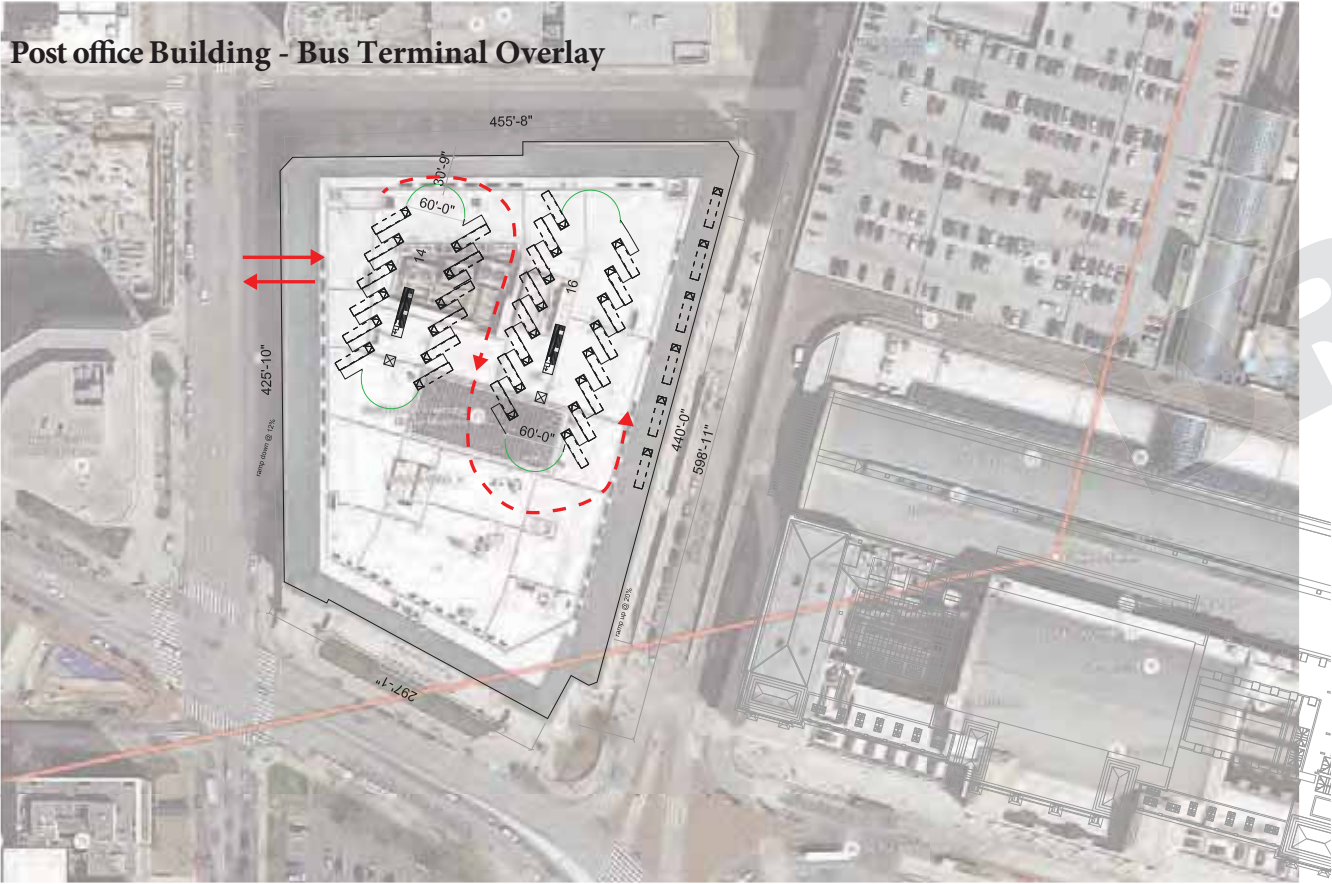 Post office Building - Bus Terminal Overlay
455'-8"
30'-9"
60'-0"
14
16
425'-10"
60'-0"
440'-0"
598'-11"
ramp down @ 12%
ramp up @ 20%
297'-1"
R